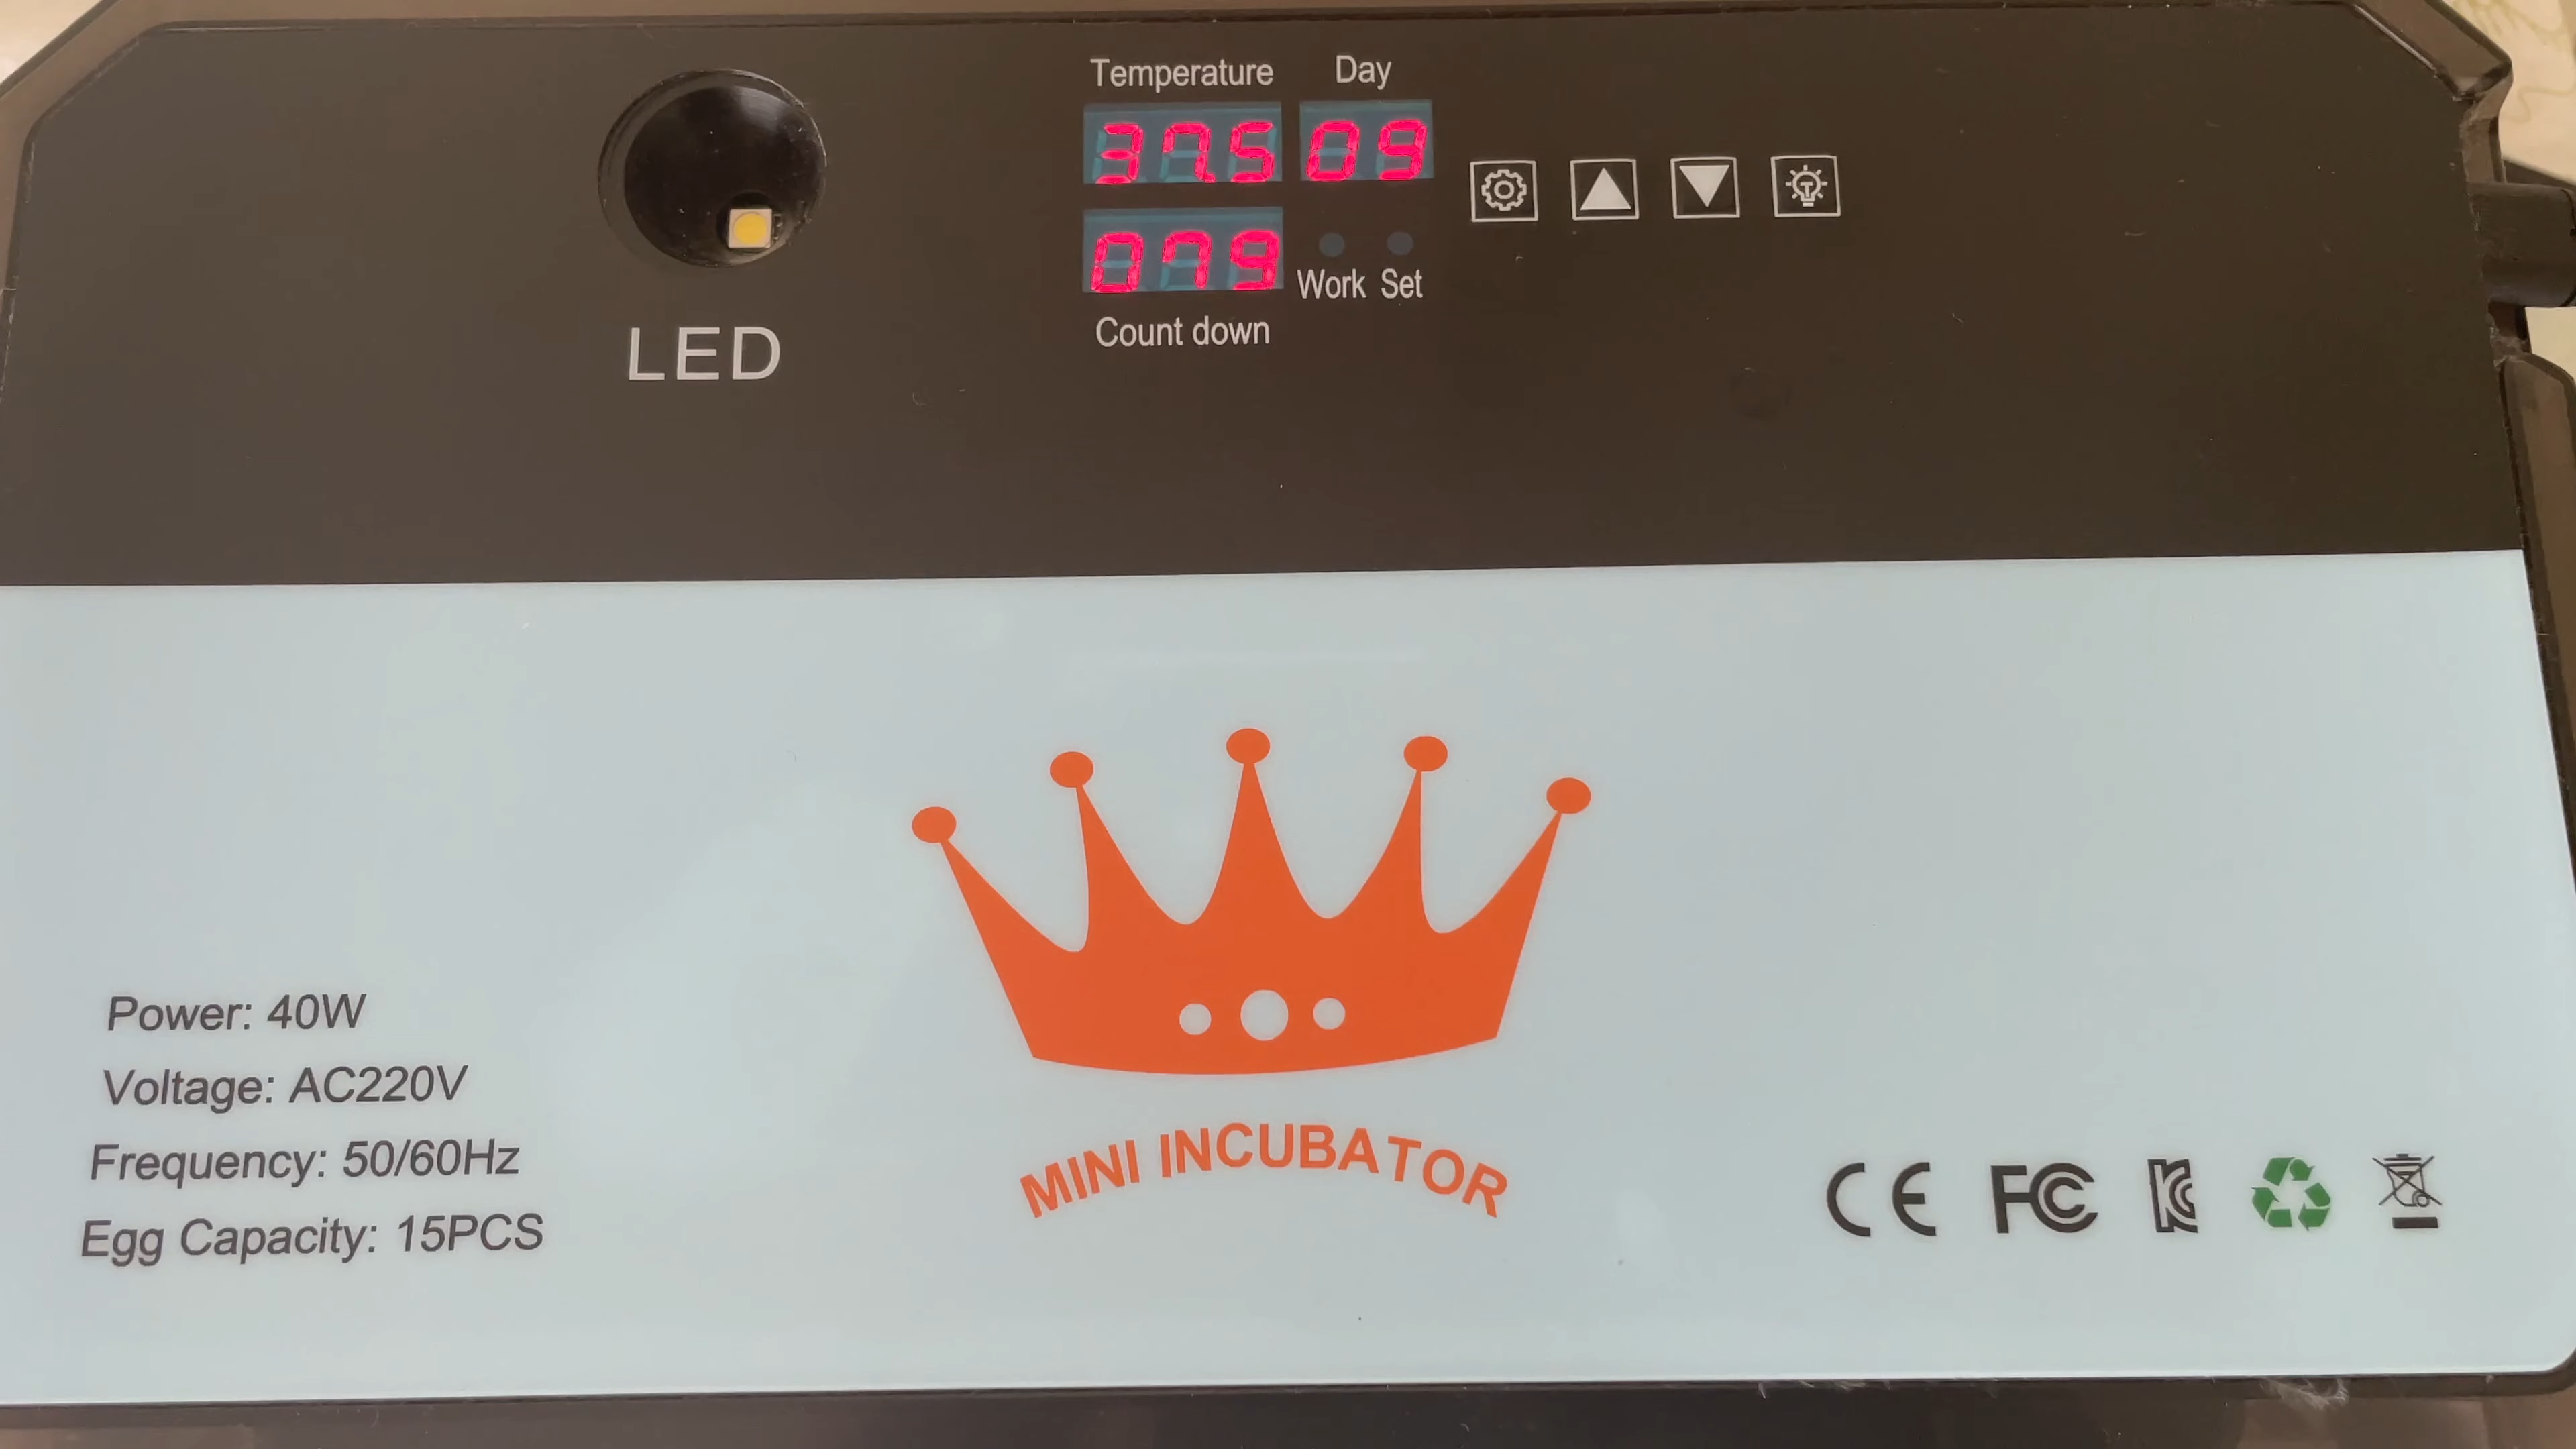 Temperature Day
37.5 09
079
Work Set
Count down
LED
Power: 40W
Voltage: AC220V
Frequency: 50/60Hz
Egg Capacity: 15PCS
MINI INCUBATOR
CE FC KC